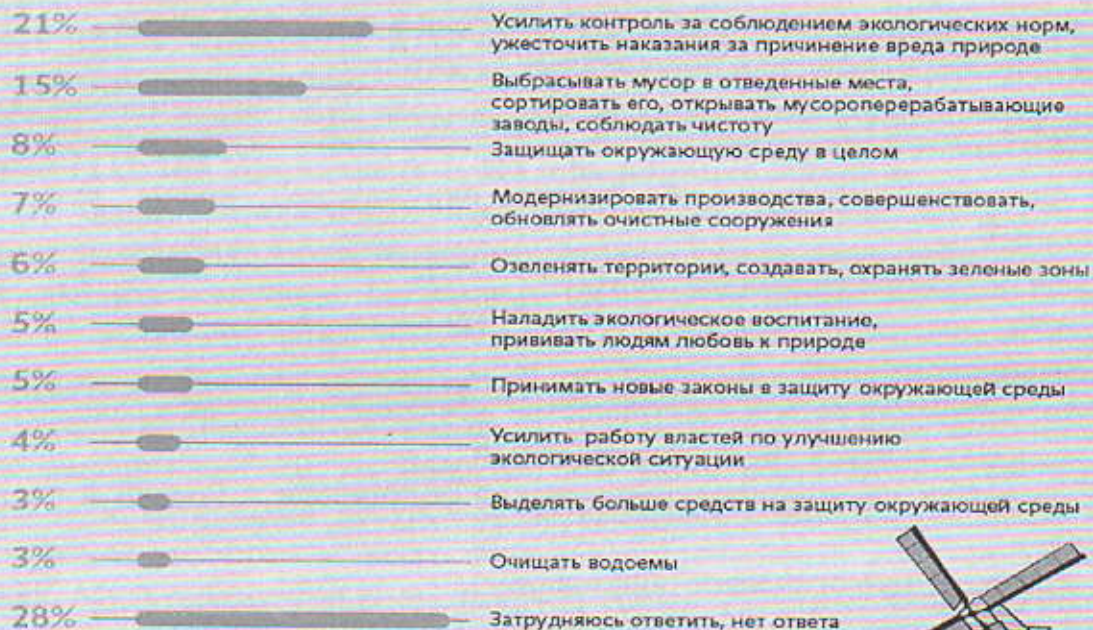 21% Усилить контроль за соблюдением экологических норм,
ужесточить наказания за причинение вреда природе
15% Выбрасывать мусор в отведенные места,
сортировать его, открывать мусороперерабатывающие
заводы, соблюдать чистоту
8% Защищать окружающую среду в целом
7% Модернизировать производства, совершенствовать,
обновлять очистные сооружения
6% Озеленять территории, создавать, охранять зеленые зоны
5% Наладить экологическое воспитание,
прививать людям любовь к природе
5% Принимать новые законы в защиту окружающей среды
4% Усилить работу властей по улучшению
экологической ситуации
3% Выделять больше средств на защиту окружающей среды
3% Очищать водоемы
28% Затрудняюсь ответить, нет ответа